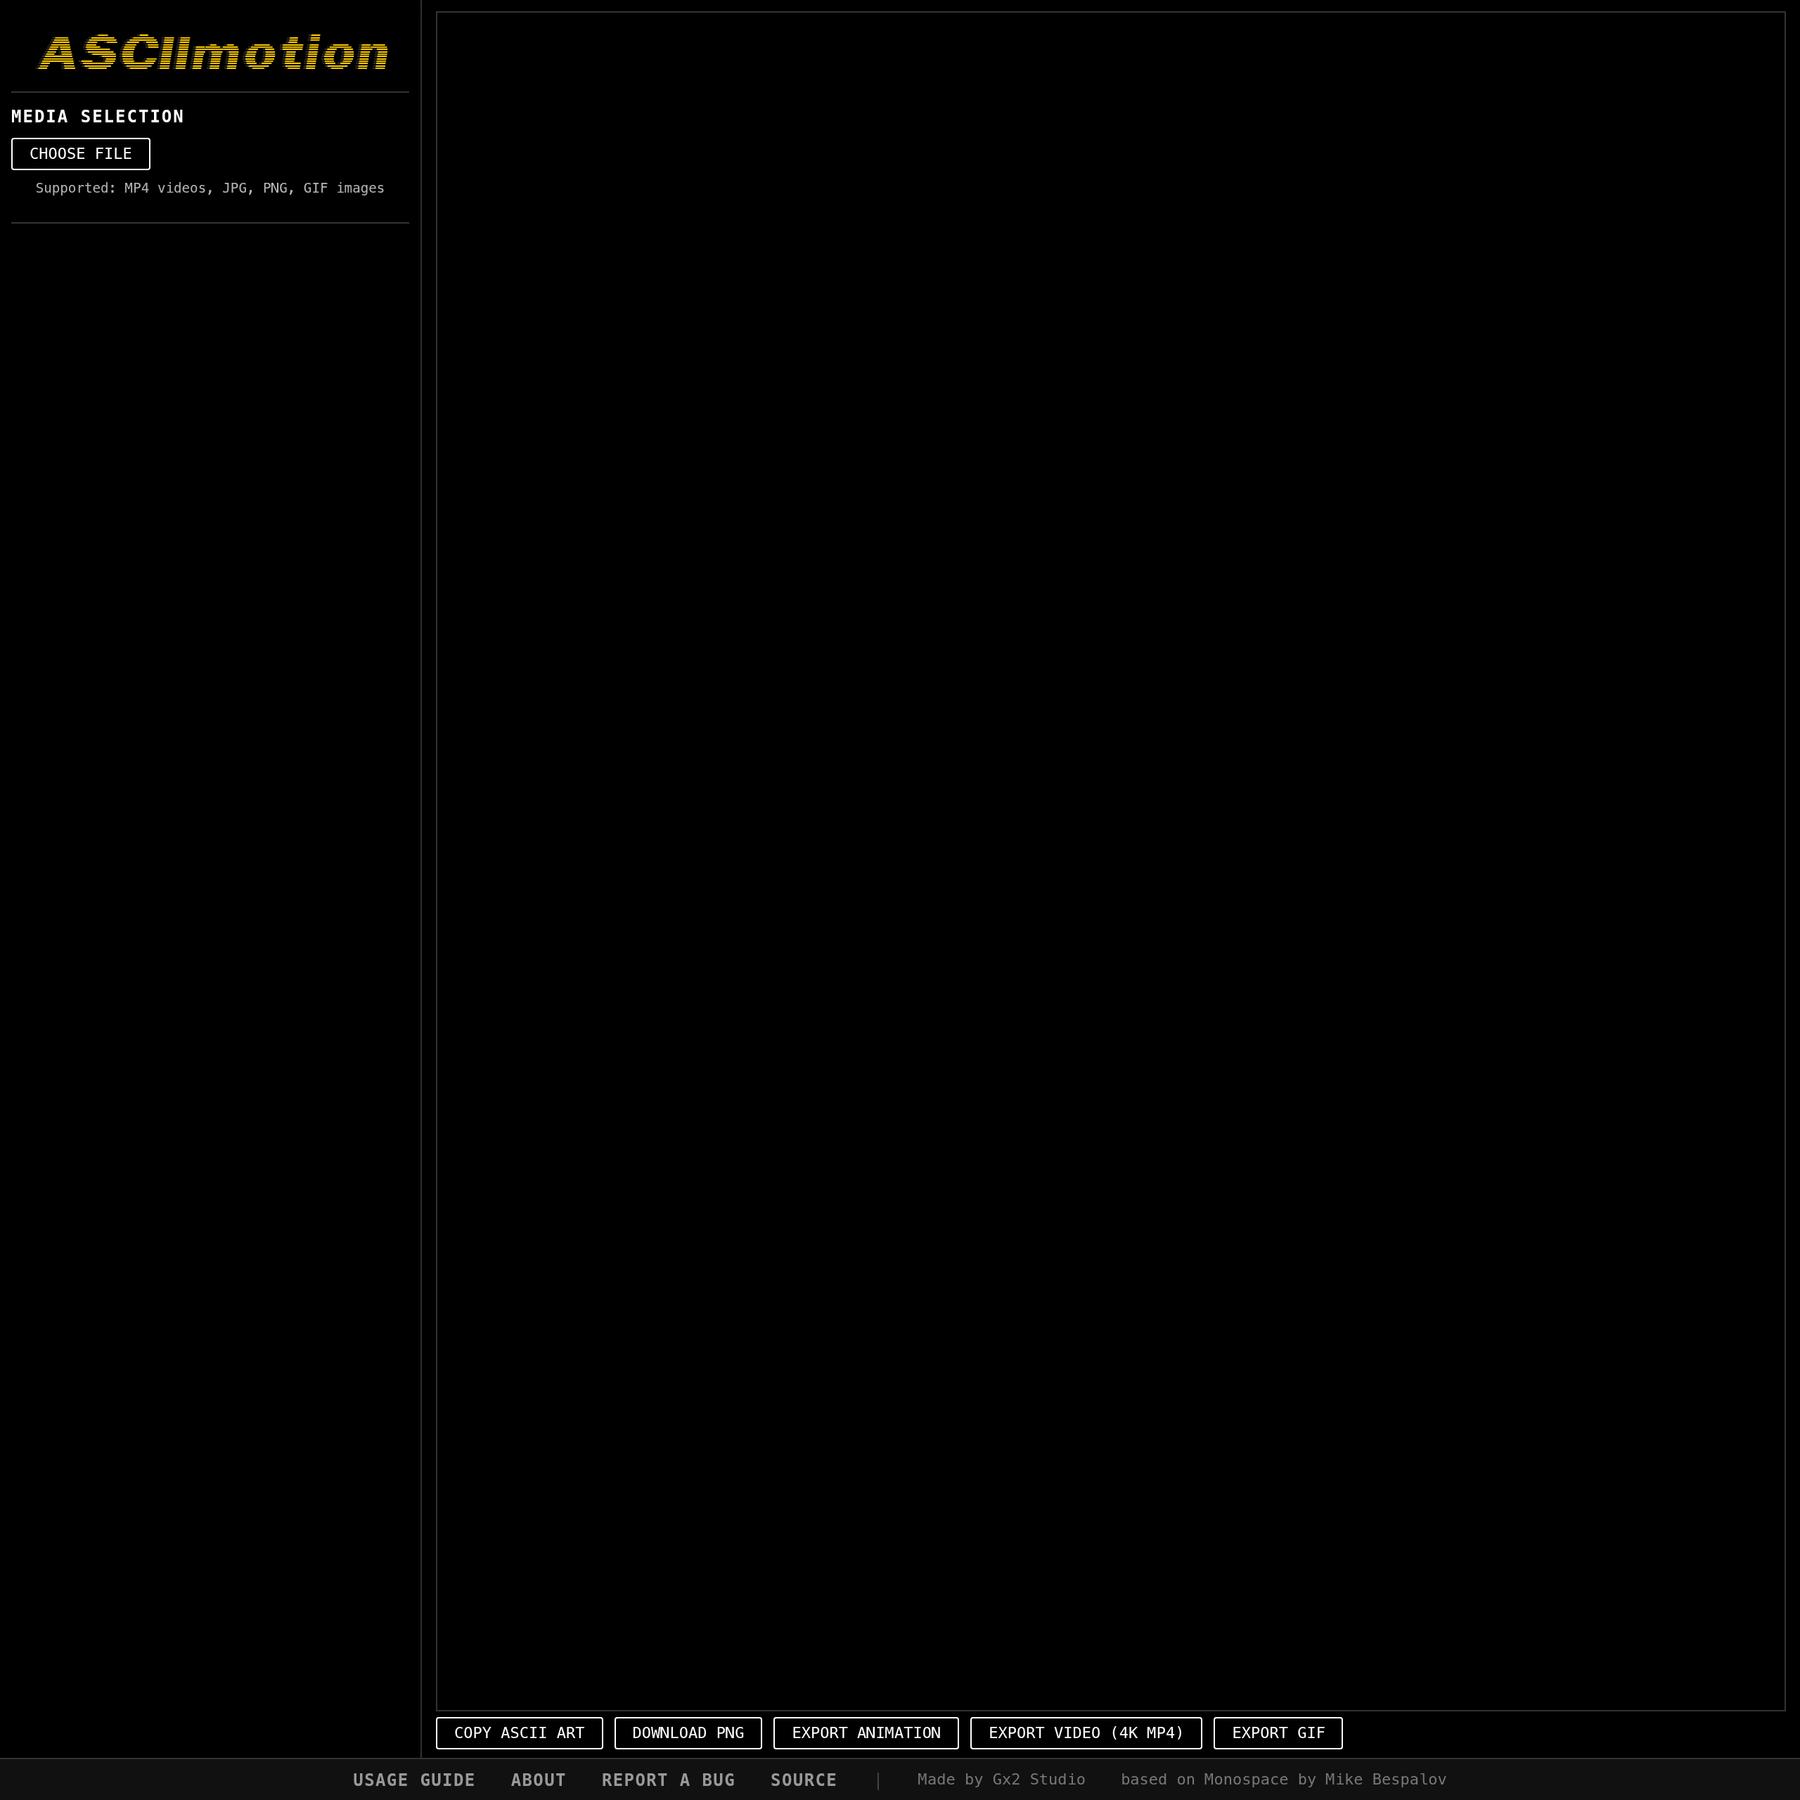 ASCIImotion
MEDIA SELECTION
CHOOSE FILE
Supported: MP4 videos, JPG, PNG, GIF images
COPY ASCII ART
DOWNLOAD PNG
EXPORT ANIMATION
EXPORT VIDEO (4K MP4)
EXPORT GIF
USAGE GUIDE ABOUT REPORT A BUG SOURCE | Made by Gx2 Studio based on Monospace by Mike Bespalov